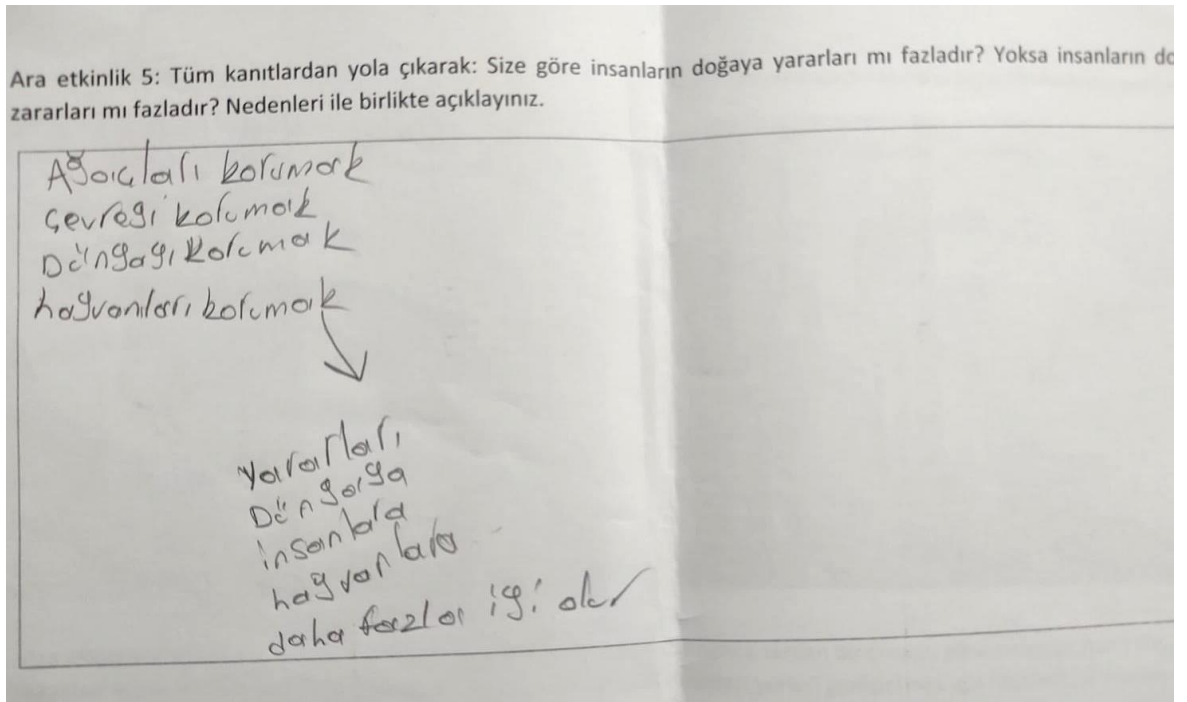 Ara etkinlik 5: Tüm kanıtlardan yola çıkarak: Size göre insanların doğaya yararları mı fazladır? Yoksa insanların do
zararları mı fazladır? Nedenleri ile birlikte açıklayınız.
Ağaçları korumak
çevreyi korumak
Dünyayı korumak
hayvanları korumak
Yararları
Dünyaya
insanlara
hayvanlara
daha fazla iyi olur